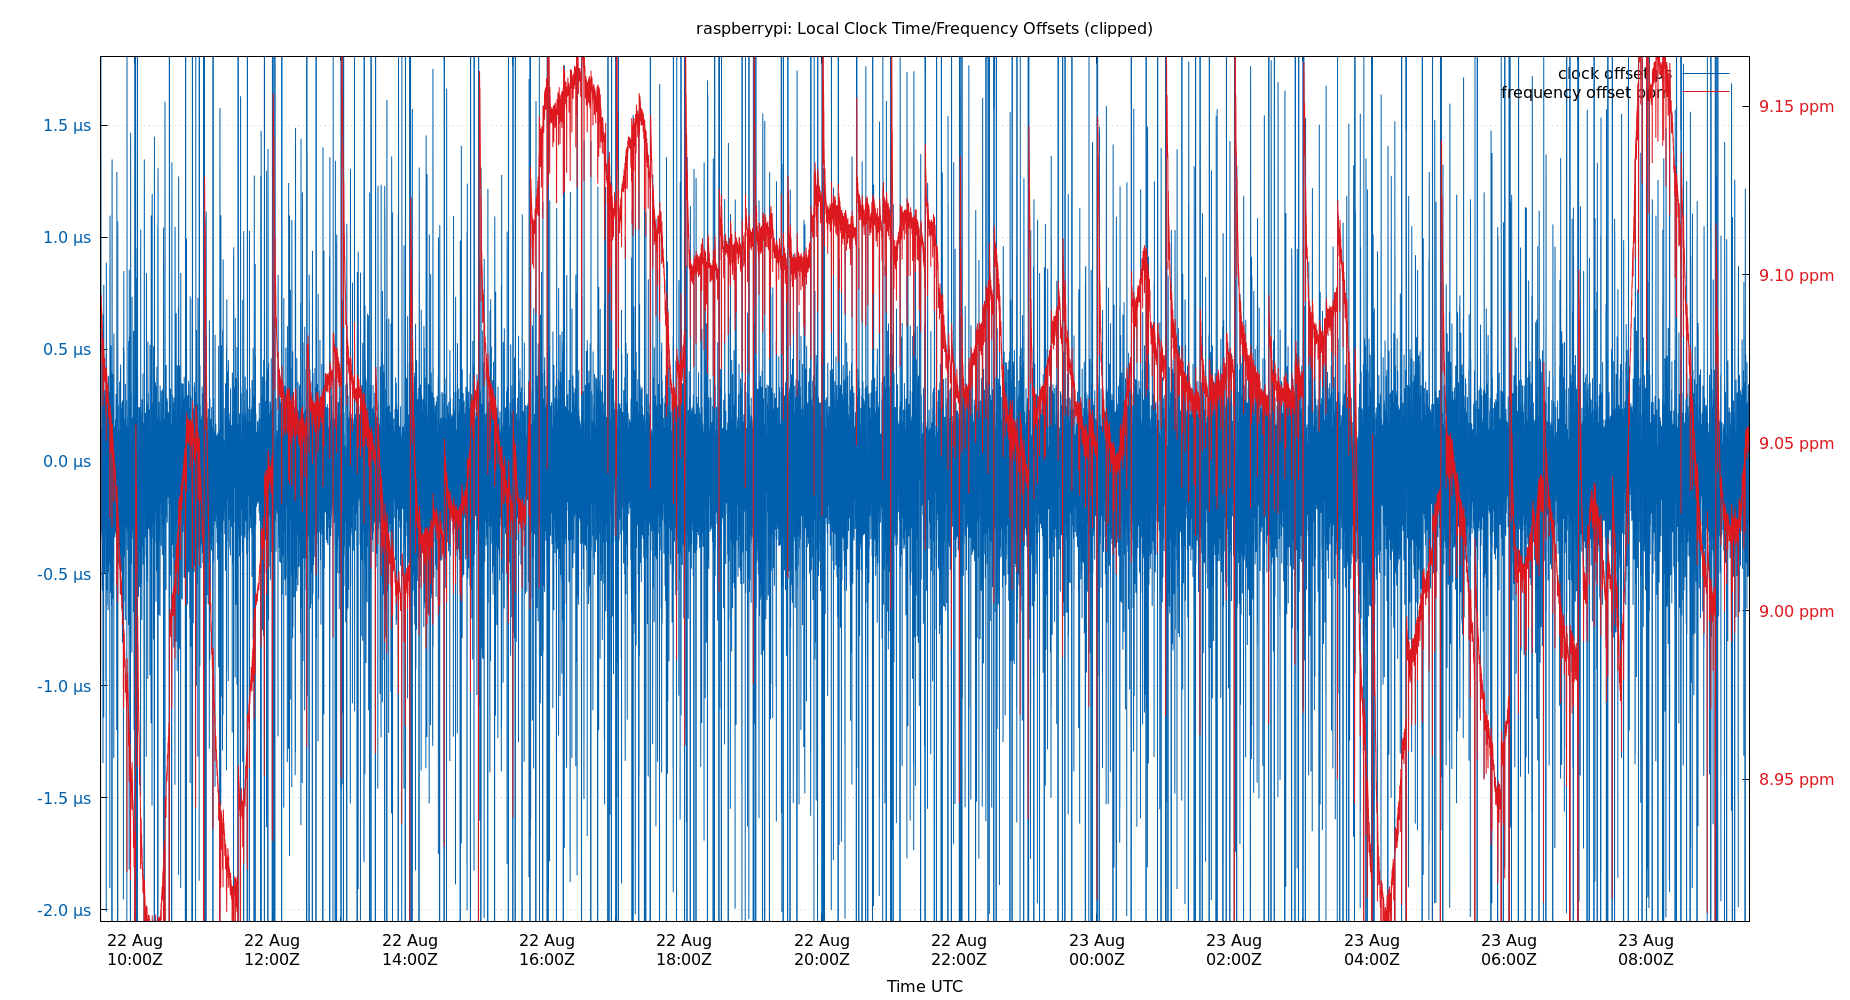 raspberrypi: Local Clock Time/Frequency Offsets (clipped)
clock offset µs
frequency offset ppm
1.5 µs
1.0 µs
0.5 µs
0.0 µs
-0.5 µs
-1.0 µs
-1.5 µs
-2.0 µs
9.15 ppm
9.10 ppm
9.05 ppm
9.00 ppm
8.95 ppm
22 Aug 22 Aug 22 Aug 22 Aug 22 Aug 22 Aug 22 Aug 23 Aug 23 Aug 23 Aug 23 Aug 23 Aug
10:00Z 12:00Z 14:00Z 16:00Z 18:00Z 20:00Z 22:00Z 00:00Z 02:00Z 04:00Z 06:00Z 08:00Z
Time UTC